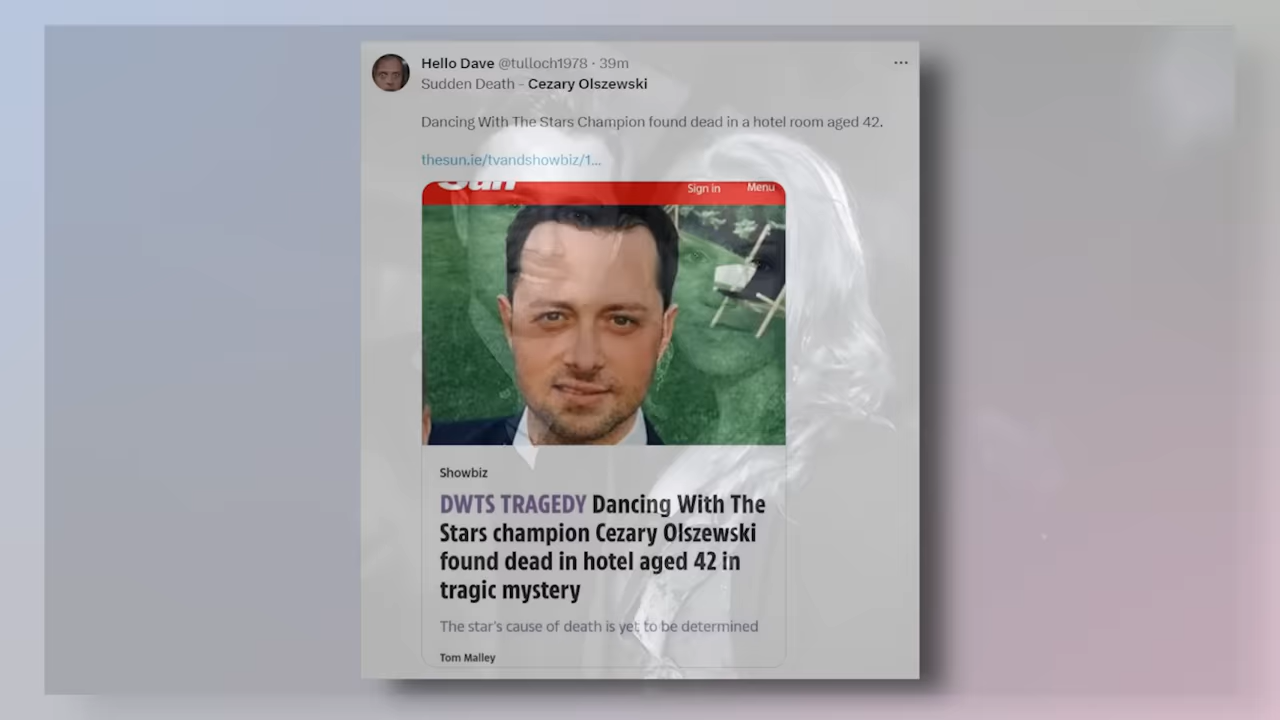 Hello Dave @tulloch1978 · 39m
Sudden Death - Cezary Olszewski
Dancing With The Stars Champion found dead in a hotel room aged 42.
thesun.ie/tvandshowbiz/1...
Sun
Sign in Menu
Showbiz
DWTS TRAGEDY Dancing With The
Stars champion Cezary Olszewski
found dead in hotel aged 42 in
tragic mystery
The star's cause of death is yet to be determined
Tom Malley